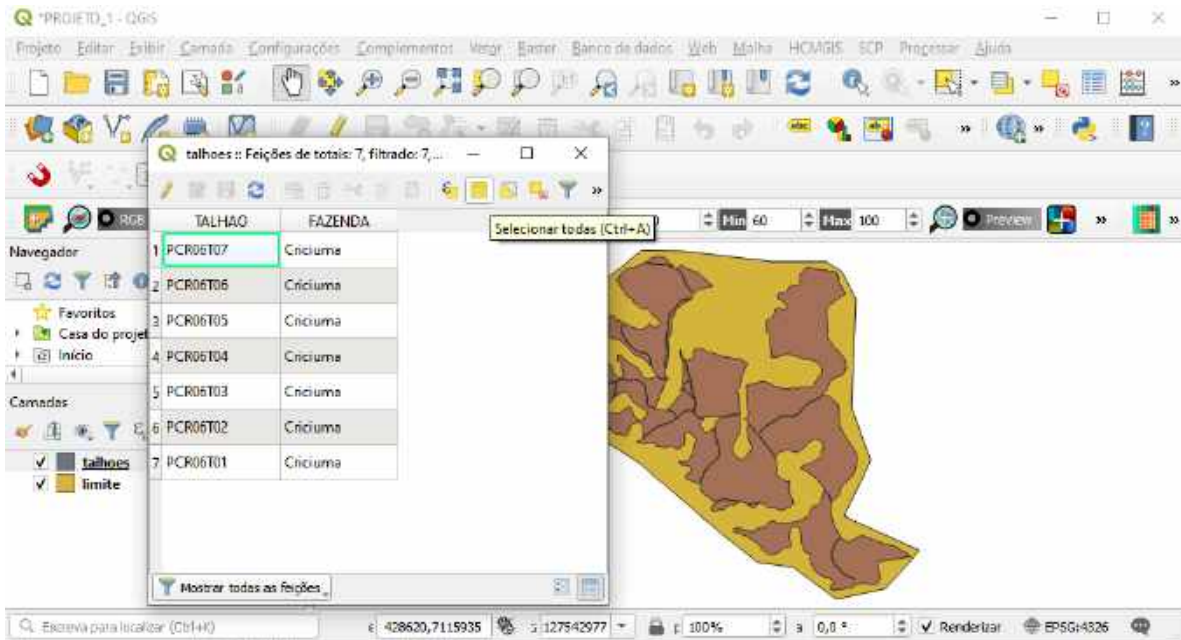 *PROJETO_1 - QGIS
Projeto Editar Exibir Camada Configurações Complementos Vetor Raster Banco de dados Web Malha HCMGIS SCP Processar Ajuda
talhoes :: Feições de totais: 7, filtrado: 7,...
RGB
TALHAO FAZENDA
Selecionar todas (Ctrl+A)
0 Min 60 Max 100 Preview
Navegador
Favoritos
Casa do projet
Início
Camadas
talhoes
limite
1 PCR06T07 Criciuma
2 PCR06T06 Criciuma
3 PCR06T05 Criciuma
4 PCR06T04 Criciuma
5 PCR06T03 Criciuma
6 PCR06T02 Criciuma
7 PCR06T01 Criciuma
Mostrar todas as feições
Escreva para localizar (Ctrl+K) 428620,7115935 1:127542977 100% 0,0 ° Renderizar EPSG:4326